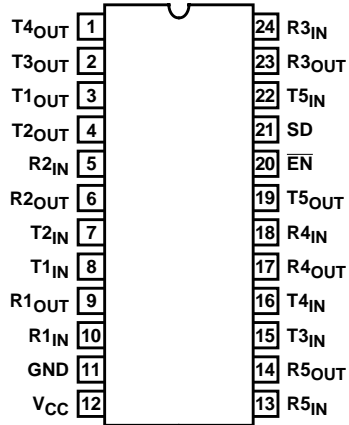 T4OUT 1 24 R3IN
T3OUT 2 23 R3OUT
T1OUT 3 22 T5IN
T2OUT 4 21 SD
R2IN 5 20 E̅N̅
R2OUT 6 19 T5OUT
T2IN 7 18 R4IN
T1IN 8 17 R4OUT
R1OUT 9 16 T4IN
R1IN 10 15 T3IN
GND 11 14 R5OUT
VCC 12 13 R5IN